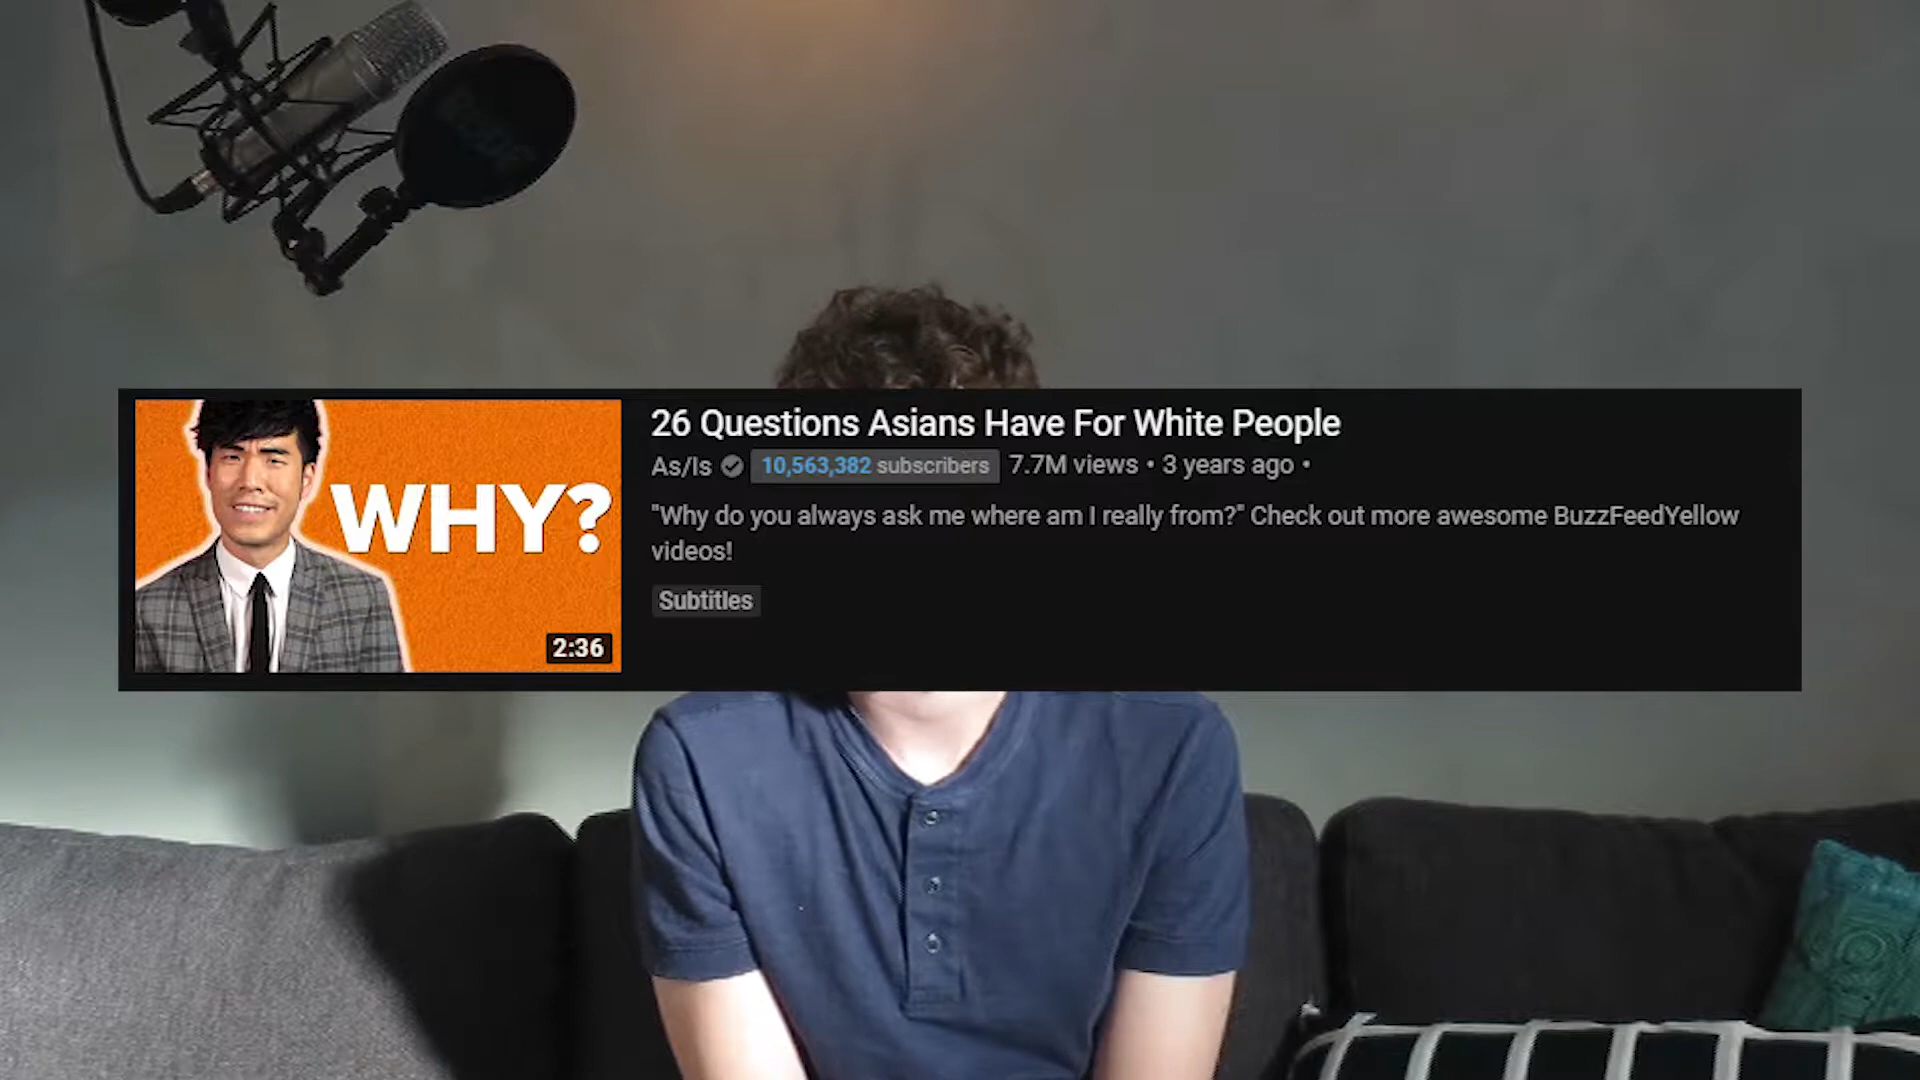 26 Questions Asians Have For White People
As/Is 10,563,382 subscribers 7.7M views • 3 years ago •
"Why do you always ask me where am I really from?" Check out more awesome BuzzFeedYellow
videos!
Subtitles
WHY?
2:36